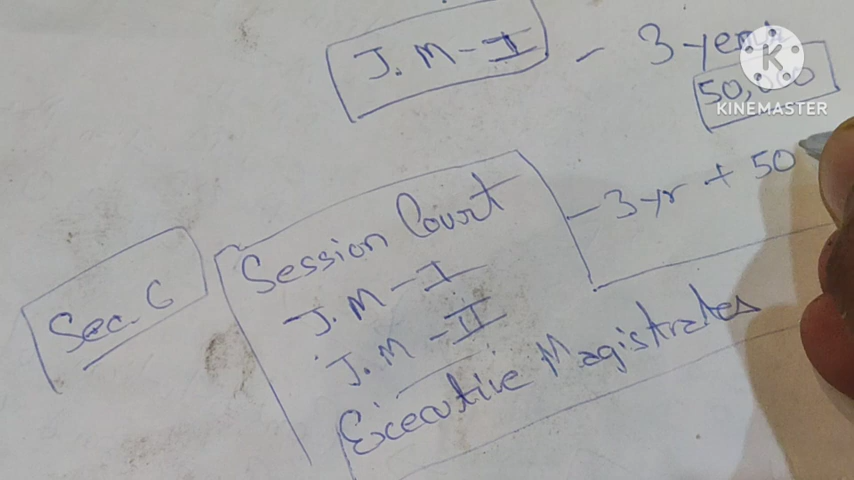 J. M - I - 3 years
50,000
K
KINEMASTER
Session Court - 3 yr + 50
Sec. 6
J. M - I
J. M - II
Executive Magistrates